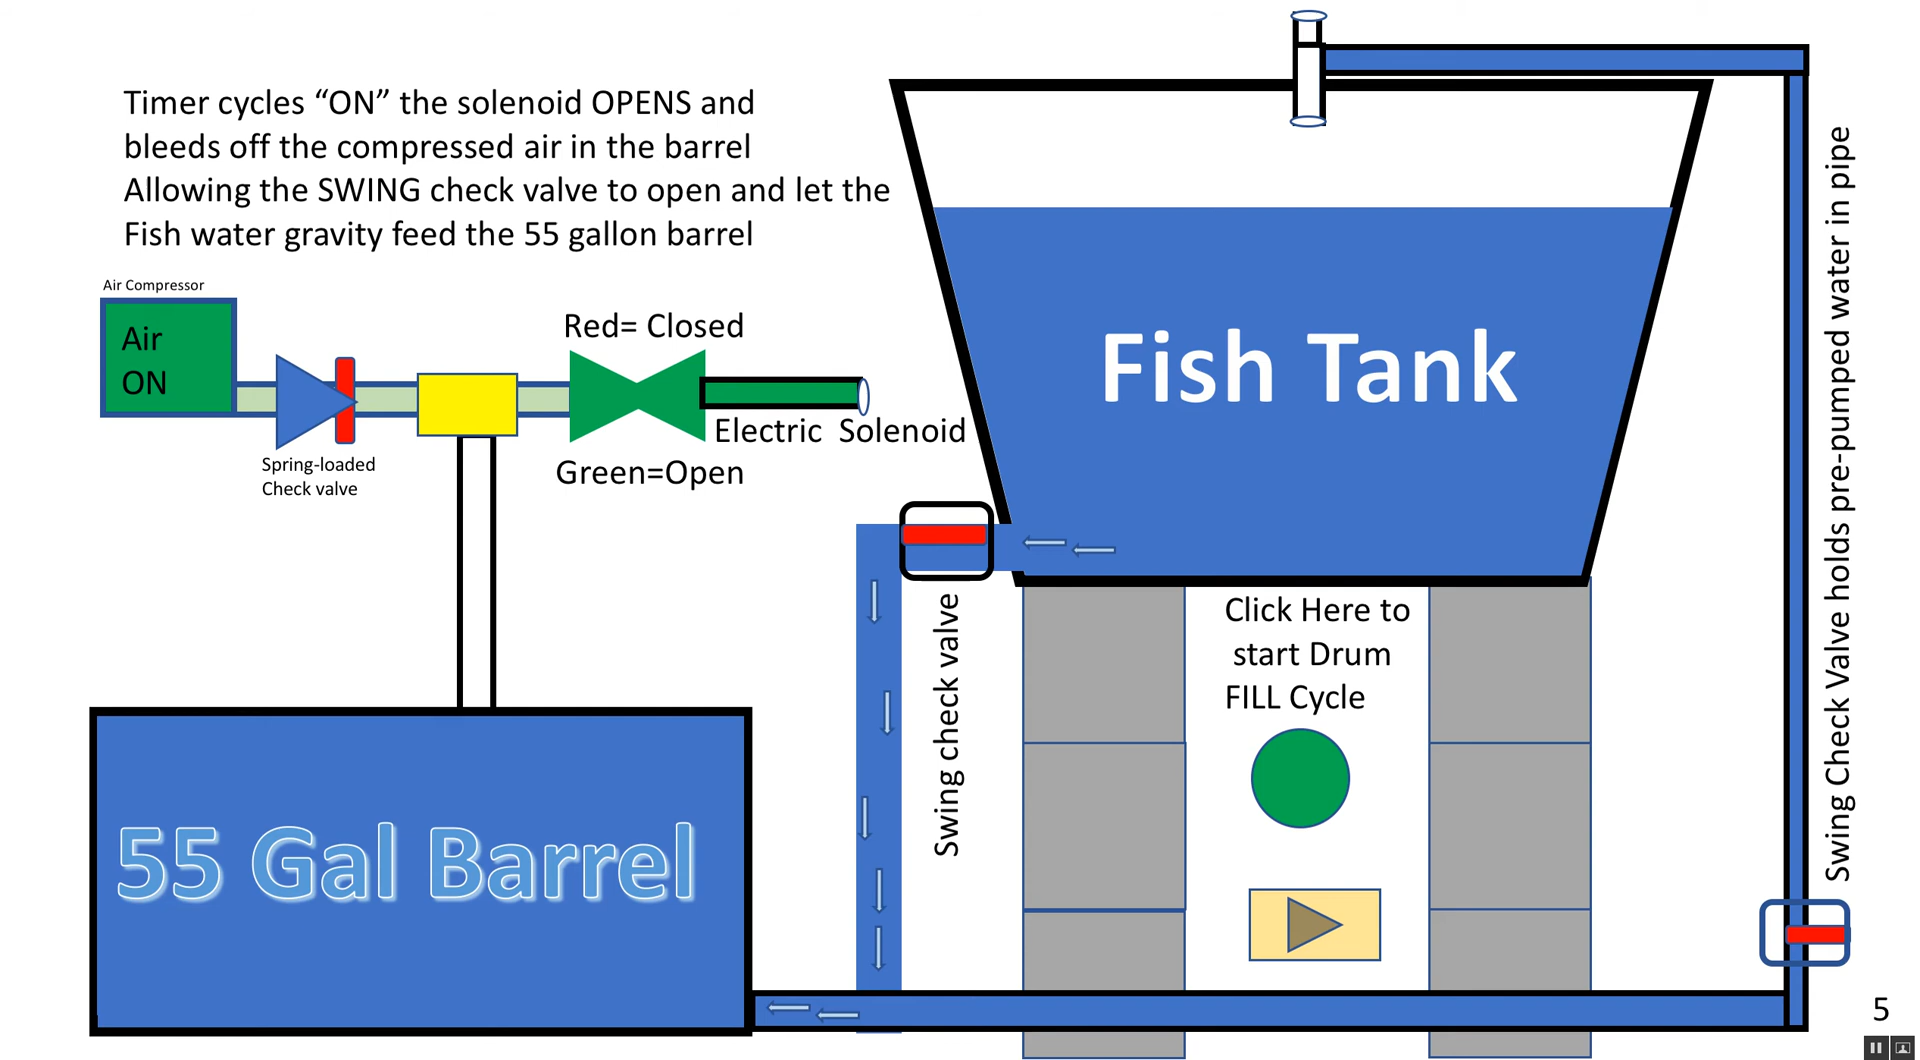 Timer cycles “ON” the solenoid OPENS and
bleeds off the compressed air in the barrel
Allowing the SWING check valve to open and let the
Fish water gravity feed the 55 gallon barrel
Air Compressor
Air
ON
Spring-loaded
Check valve
Red= Closed
Green=Open
Electric Solenoid
Fish Tank
Swing check valve
Click Here to
start Drum
FILL Cycle
55 Gal Barrel
Swing Check Valve holds pre-pumped water in pipe
5